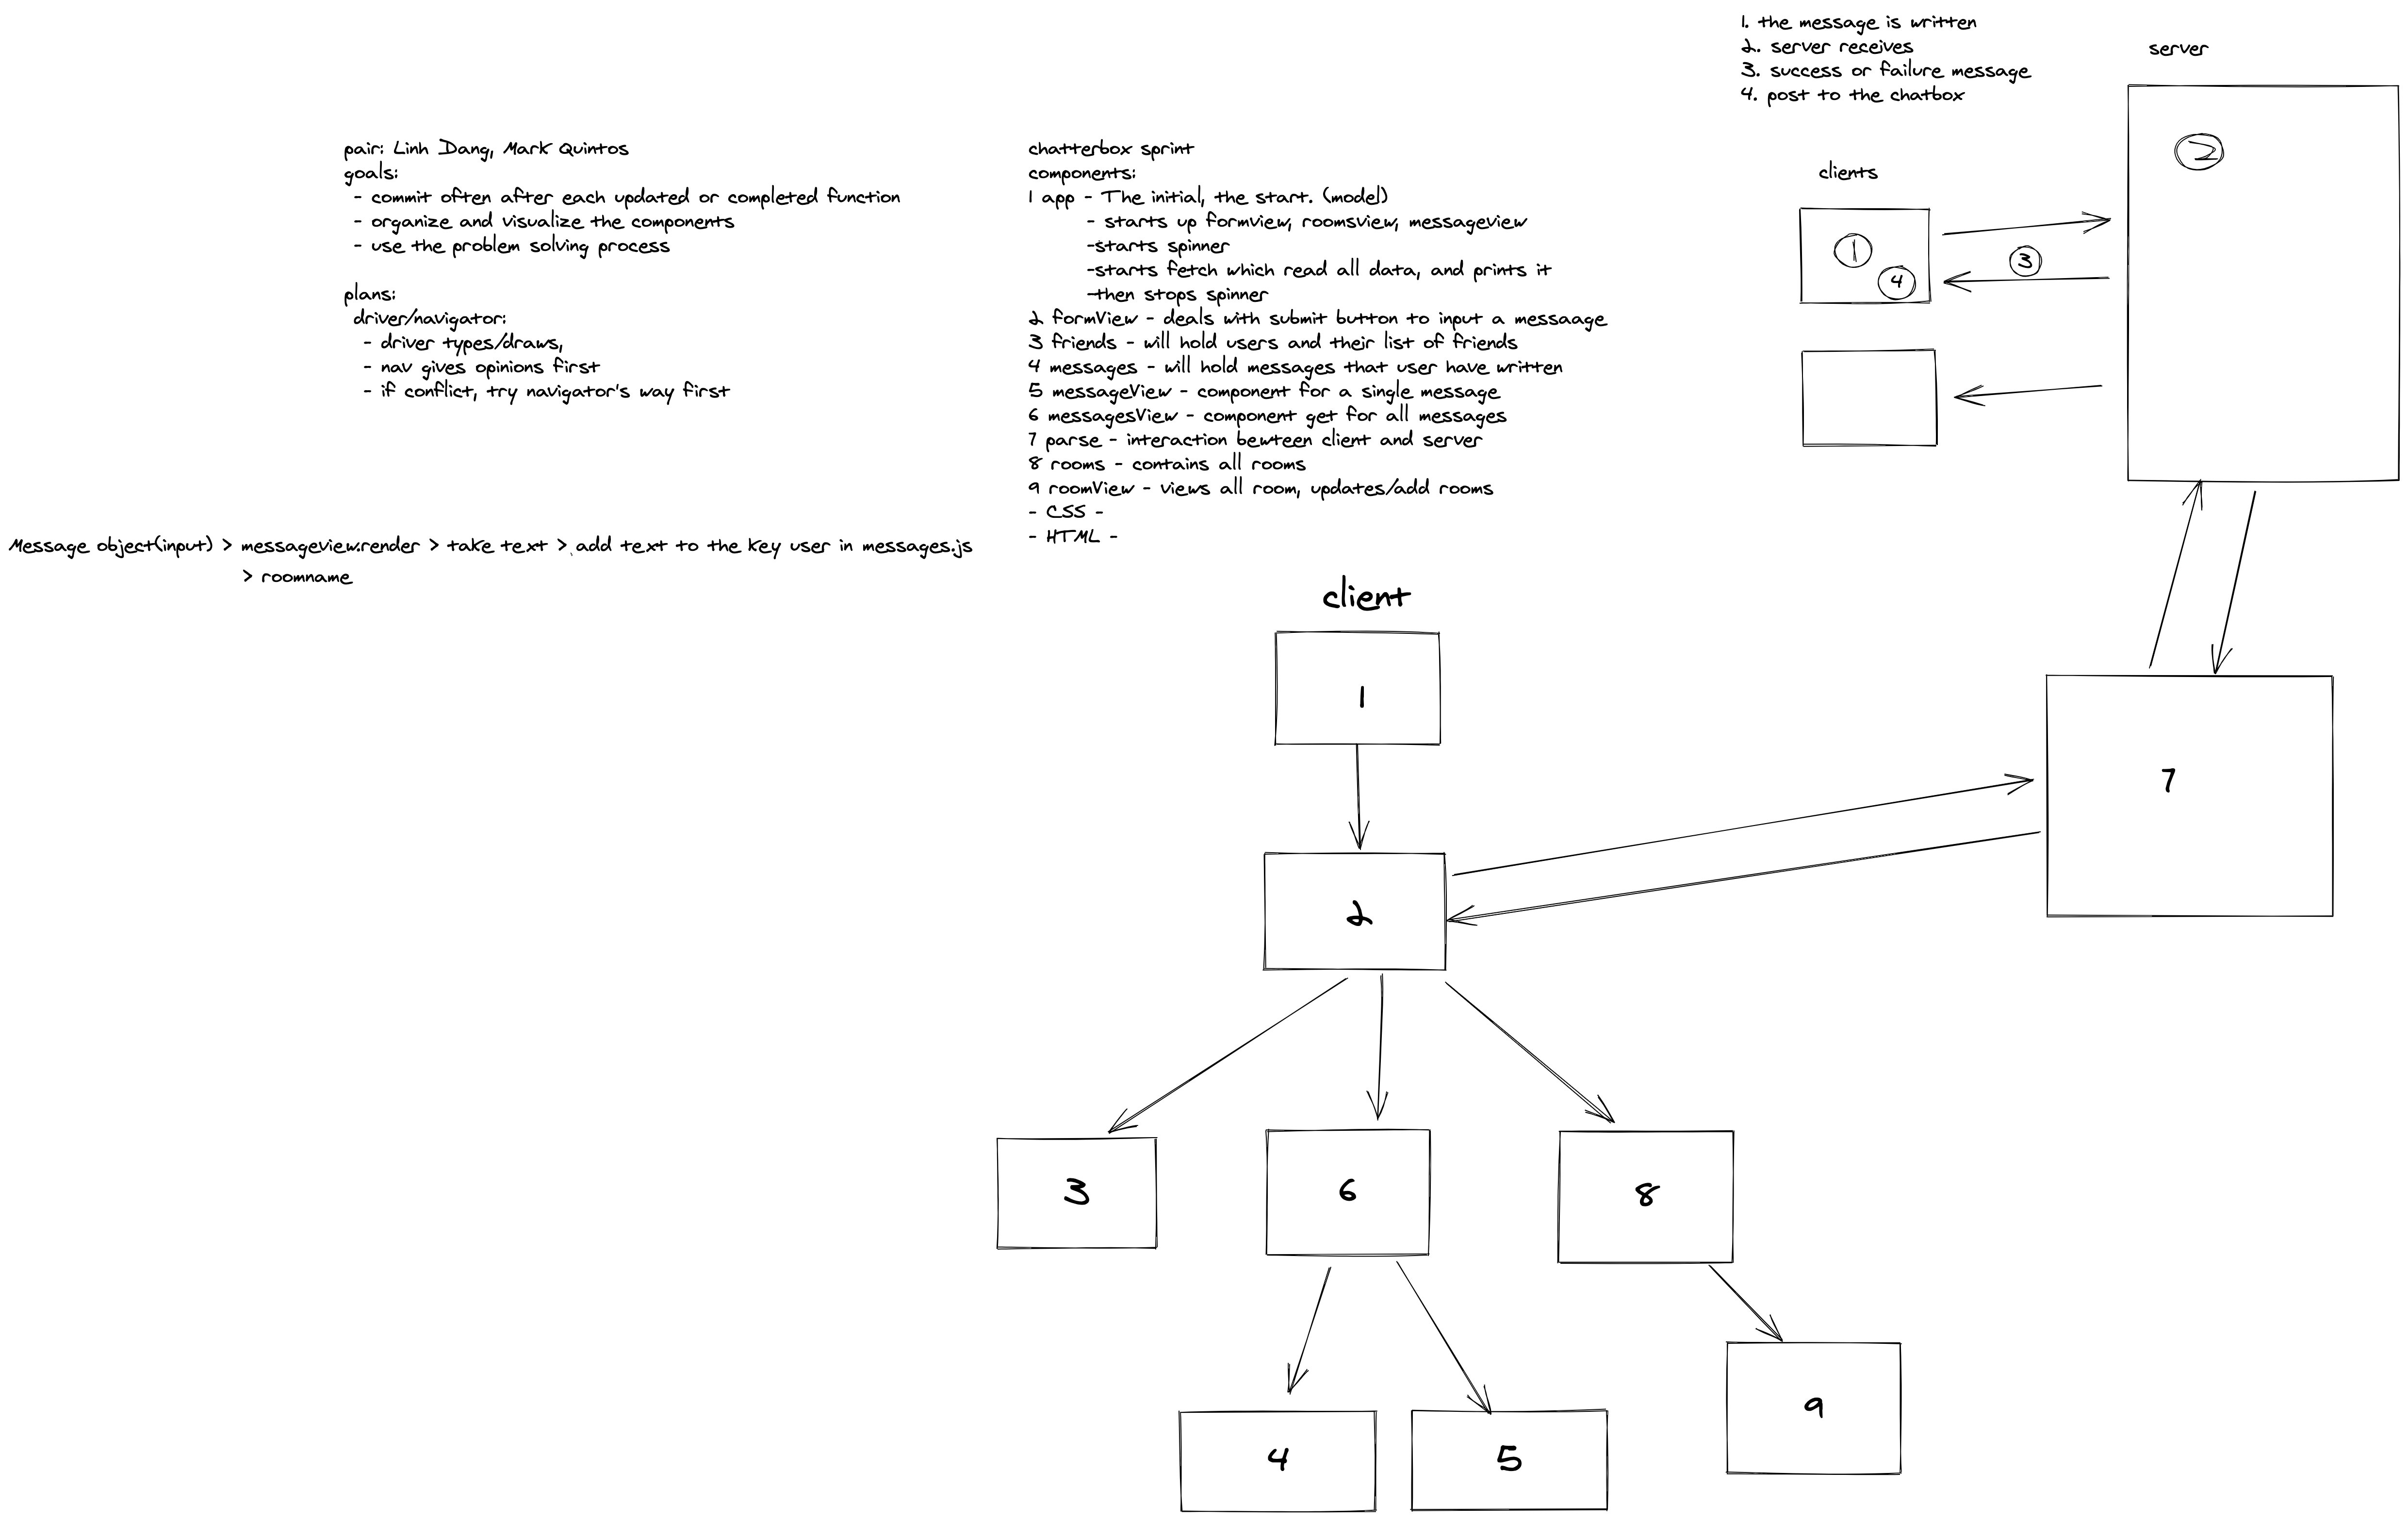 1. the message is written
2. server receives
3. success or failure message
4. post to the chatbox
server
2
clients
1
4
3
pair: Linh Dang, Mark Quintos
goals:
- commit often after each updated or completed function
- organize and visualize the components
- use the problem solving process
plans:
driver/navigator:
- driver types/draws,
- nav gives opinions first
- if conflict, try navigator's way first
chatterbox sprint
components:
1 app - The initial, the start. (model)
- starts up formview, roomsview, messageview
-starts spinner
-starts fetch which read all data, and prints it
-then stops spinner
2 formView - deals with submit button to input a messaage
3 friends - will hold users and their list of friends
4 messages - will hold messages that user have written
5 messageView - component for a single message
6 messagesView - component get for all messages
7 parse - interaction bewteen client and server
8 rooms - contains all rooms
9 roomView - views all room, updates/add rooms
- CSS -
- HTML -
Message object(input) > messageview.render > take text > add text to the key user in messages.js
> roomname
client
1
7
2
3
6
8
4
5
9